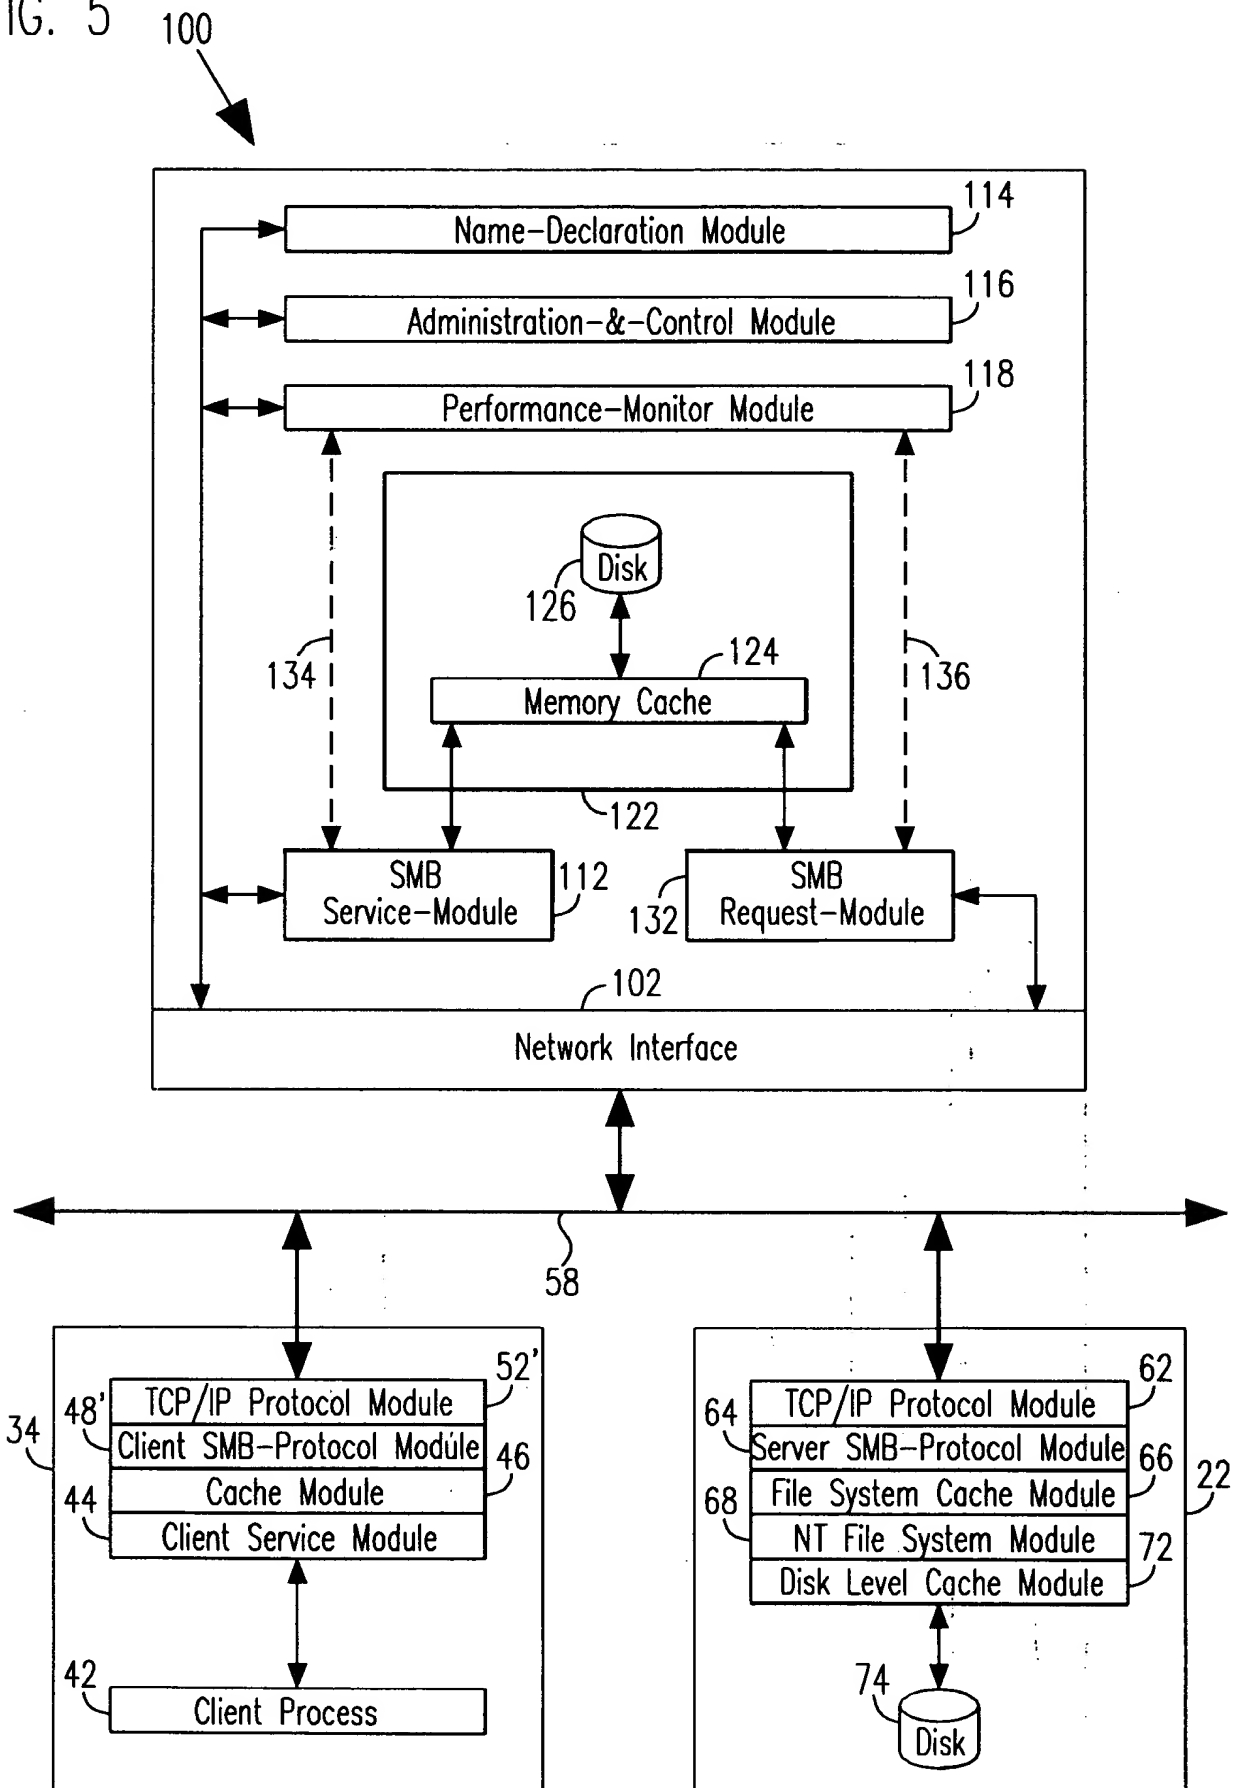 IG. 5
100
114
Name-Declaration Module
116
Administration-&-Control Module
118
Performance-Monitor Module
Disk
126
134
124
136
Memory Cache
122
SMB
Service-Module
112
132
SMB
Request-Module
102
Network Interface
58
52'
TCP/IP Protocol Module
48'
34
Client SMB-Protocol Module
46
Cache Module
44
Client Service Module
42
Client Process
62
TCP/IP Protocol Module
64
Server SMB-Protocol Module
66
22
File System Cache Module
68
NT File System Module
72
Disk Level Cache Module
74
Disk